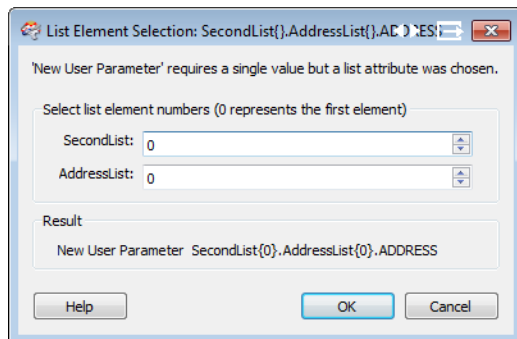 List Element Selection: SecondList{}.AddressList{}.ADDRESS
'New User Parameter' requires a single value but a list attribute was chosen.
Select list element numbers (0 represents the first element)
SecondList: 0
AddressList: 0
Result
New User Parameter SecondList{0}.AddressList{0}.ADDRESS
Help
OK
Cancel